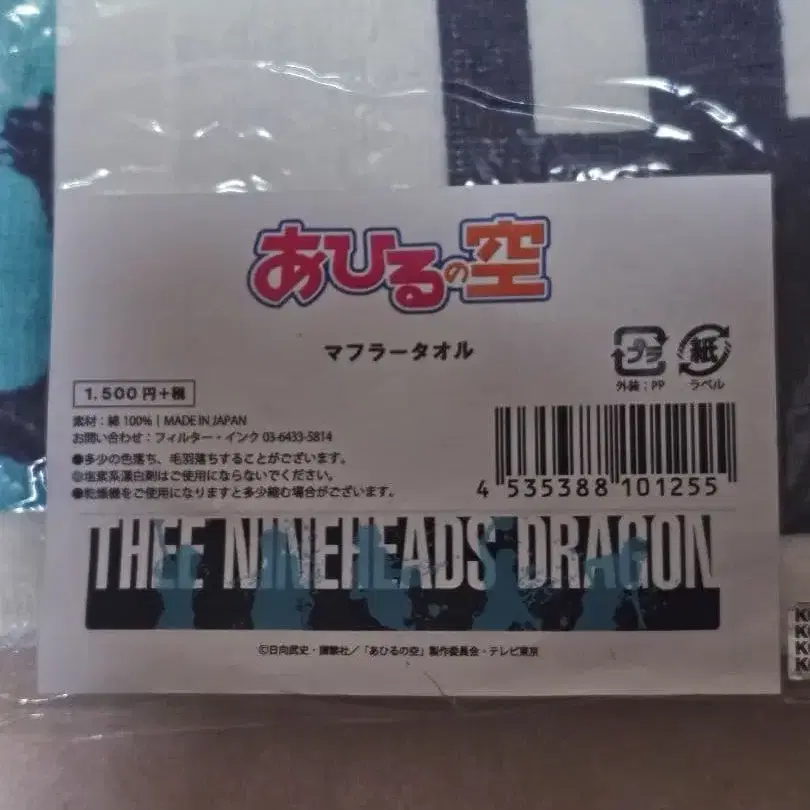 あひるの空
マフラータオル
プラ
紙
外装：PP
ラベル
1.500円+税
素材：綿 100% | MADE IN JAPAN
お問い合わせ：フィルター・インク 03-6433-5814
●多少の色落ち、毛羽落ちすることがございます。
◎塩素系漂白剤はご使用にならないでください。
●乾燥機をご使用になりますと多少縮む場合がございます。
4 535388 101255
THEE NINEHEADS DRAGON
©日向武史・講談社／「あひるの空」製作委員会・テレビ東京